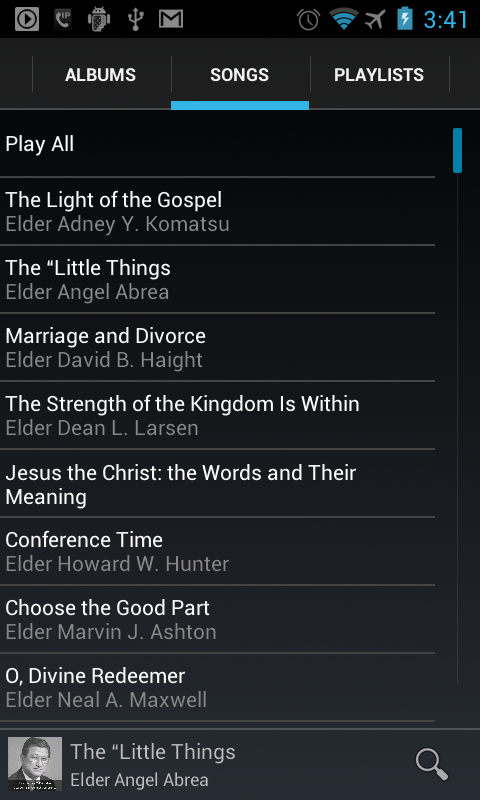 3:41
ALBUMS SONGS PLAYLISTS
Play All
The Light of the Gospel
Elder Adney Y. Komatsu
The “Little Things
Elder Angel Abrea
Marriage and Divorce
Elder David B. Haight
The Strength of the Kingdom Is Within
Elder Dean L. Larsen
Jesus the Christ: the Words and Their
Meaning
Conference Time
Elder Howard W. Hunter
Choose the Good Part
Elder Marvin J. Ashton
O, Divine Redeemer
Elder Neal A. Maxwell
The “Little Things
Elder Angel Abrea